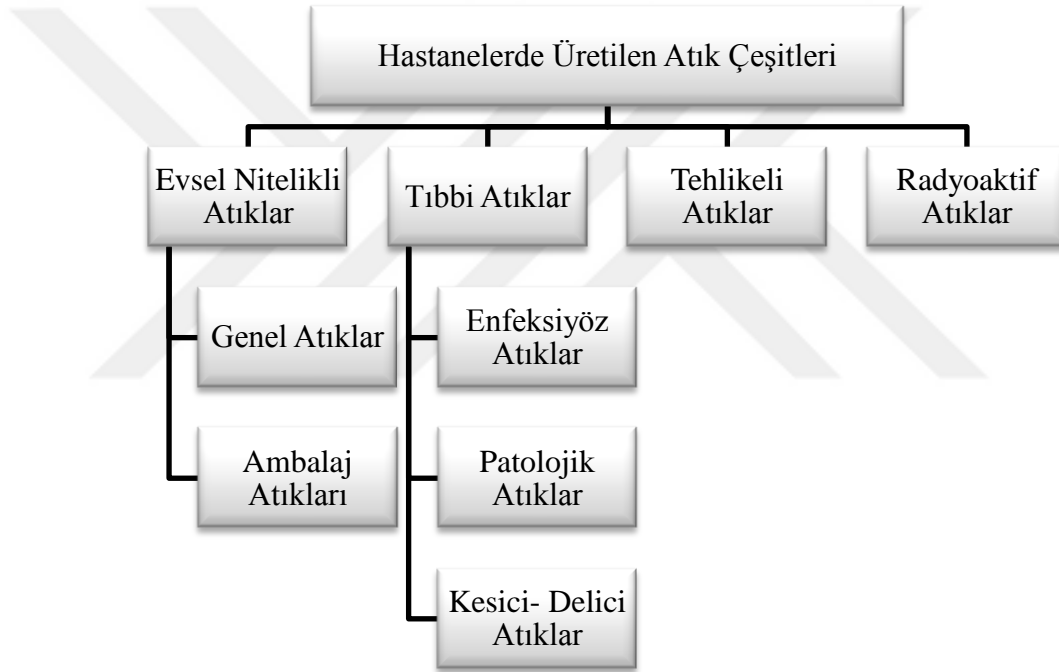 Hastanelerde Üretilen Atık Çeşitleri
Evsel Nitelikli
Atıklar
Tıbbi Atıklar
Tehlikeli
Atıklar
Radyoaktif
Atıklar
Genel Atıklar
Ambalaj
Atıkları
Enfeksiyöz
Atıklar
Patolojik
Atıklar
Kesici- Delici
Atıklar